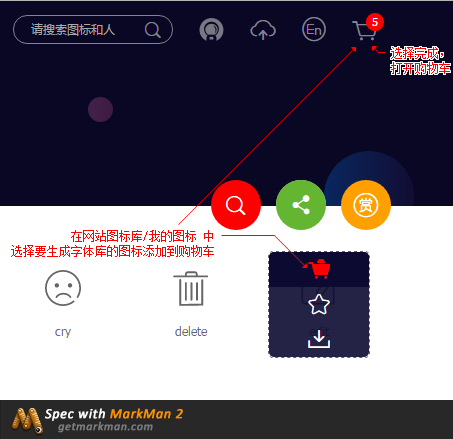 请搜索图标和人
En
5
选择完成，
打开购物车
赏
在网站图标库/我的图标 中
选择要生成字体库的图标添加到购物车
cry
delete
Spec with MarkMan 2
getmarkman.com